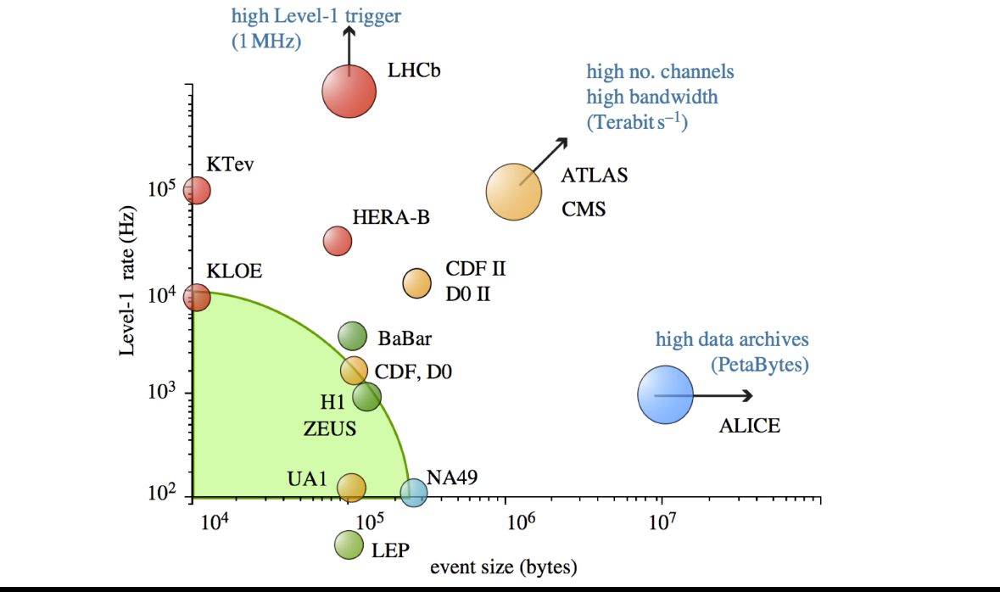 high Level-1 trigger
(1 MHz)
LHCb
high no. channels
high bandwidth
(Terabit s⁻¹)
KTev
ATLAS
CMS
10⁵
HERA-B
KLOE
CDF II
D0 II
10⁴
Level-1 rate (Hz)
BaBar
high data archives
(PetaBytes)
CDF, D0
10³
H1
ZEUS
ALICE
UA1
NA49
10²
10⁴
10⁵
10⁶
10⁷
LEP
event size (bytes)